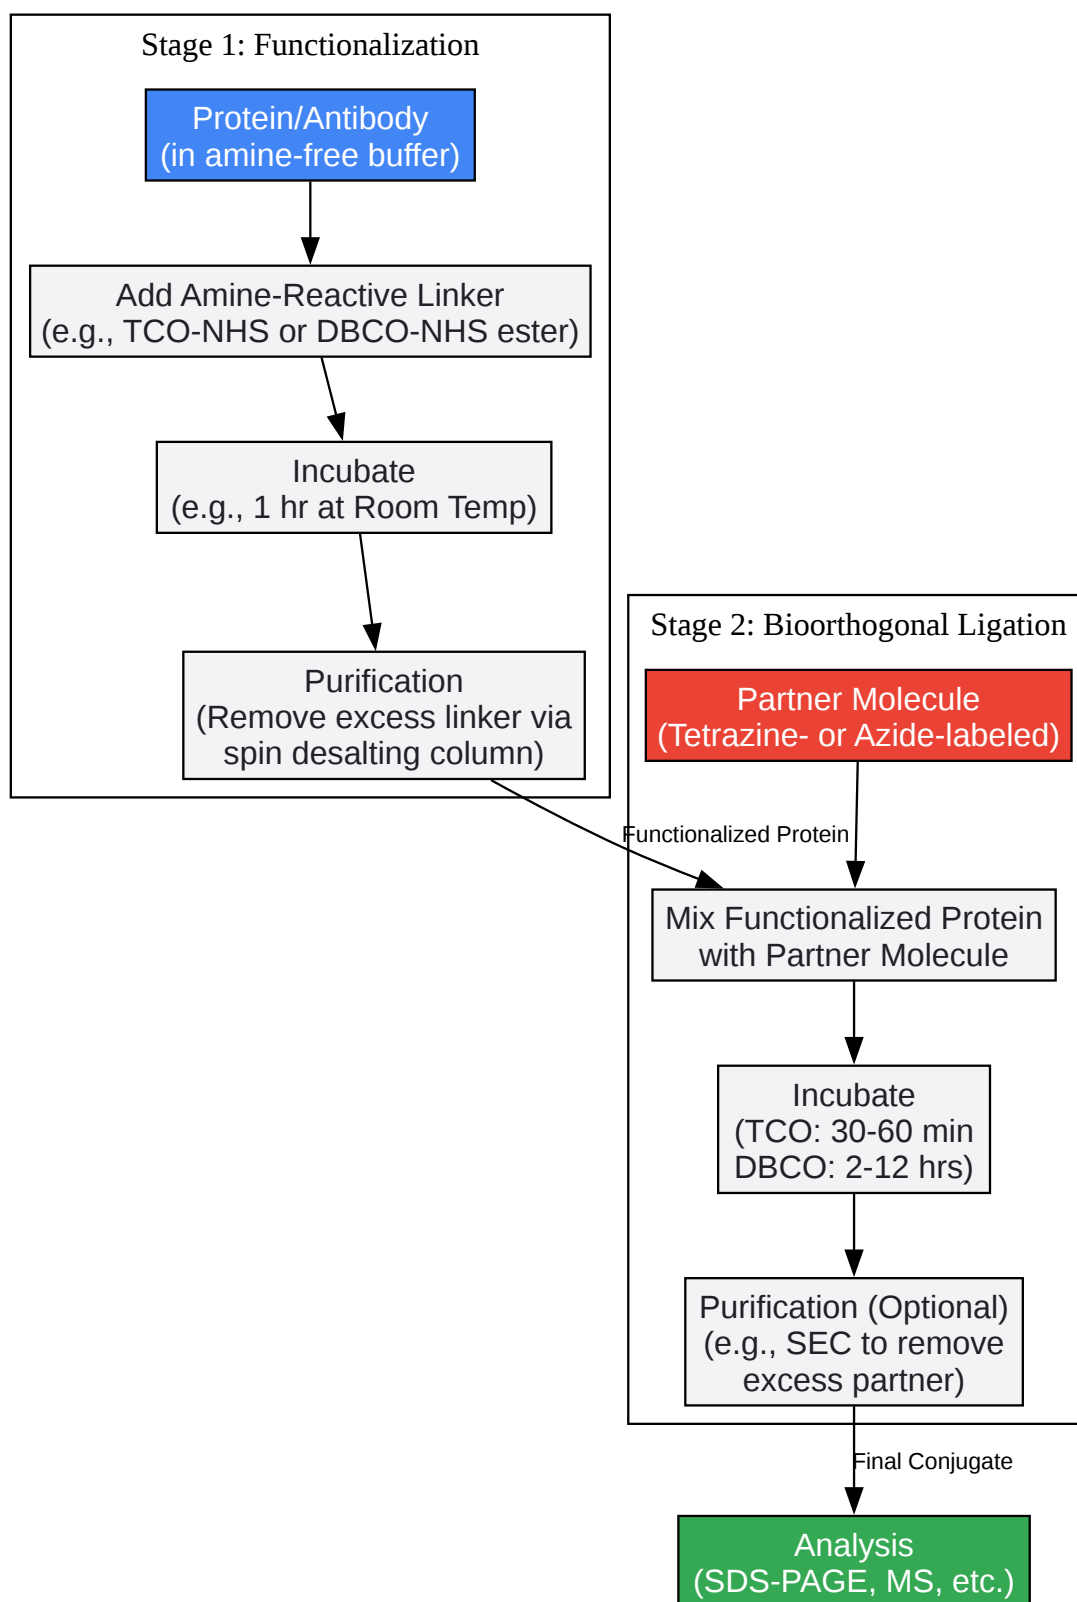 Stage 1: Functionalization
Protein/Antibody
(in amine-free buffer)
Add Amine-Reactive Linker
(e.g., TCO-NHS or DBCO-NHS ester)
Incubate
(e.g., 1 hr at Room Temp)
Purification
(Remove excess linker via
spin desalting column)
Stage 2: Bioorthogonal Ligation
Partner Molecule
(Tetrazine- or Azide-labeled)
Functionalized Protein
Mix Functionalized Protein
with Partner Molecule
Incubate
(TCO: 30-60 min
DBCO: 2-12 hrs)
Purification (Optional)
(e.g., SEC to remove
excess partner)
Final Conjugate
Analysis
(SDS-PAGE, MS, etc.)